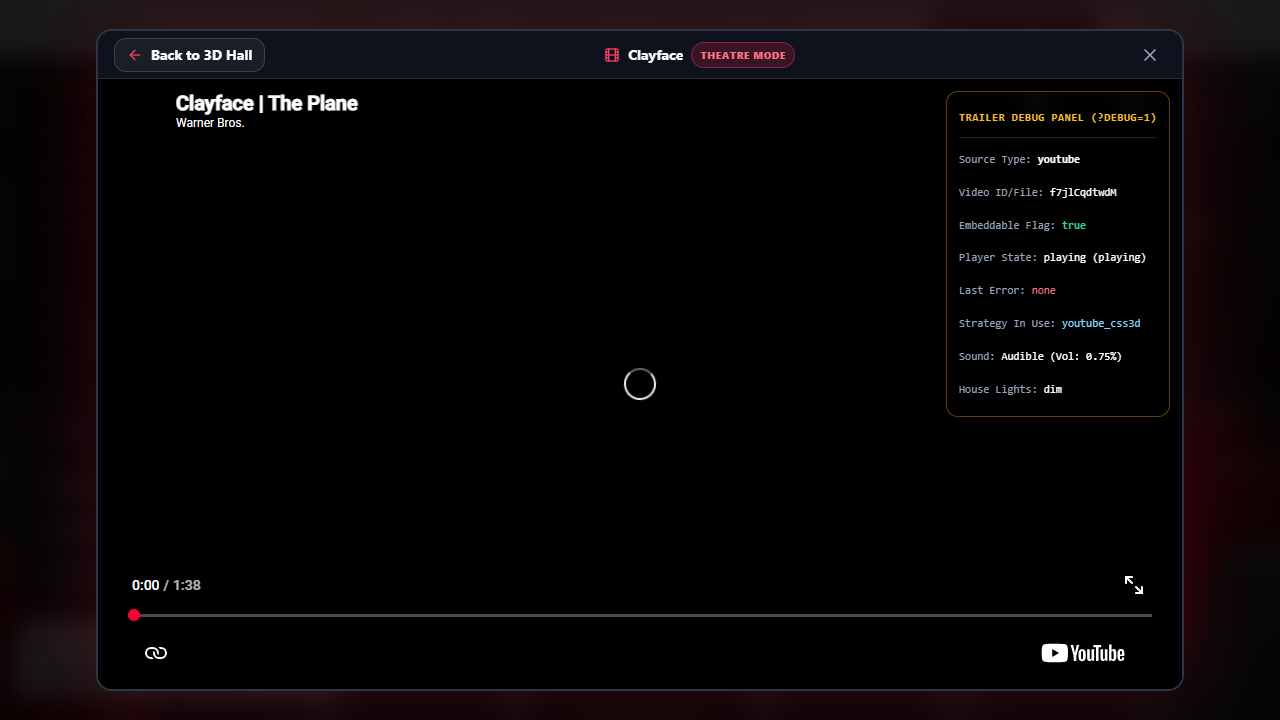 Back to 3D Hall
Clayface
THEATRE MODE
Clayface | The Plane
Warner Bros.
TRAILER DEBUG PANEL (?DEBUG=1)
Source Type: youtube
Video ID/File: f7jlCqdtwdM
Embeddable Flag: true
Player State: playing (playing)
Last Error: none
Strategy In Use: youtube_css3d
Sound: Audible (Vol: 0.75%)
House Lights: dim
0:00 / 1:38
YouTube